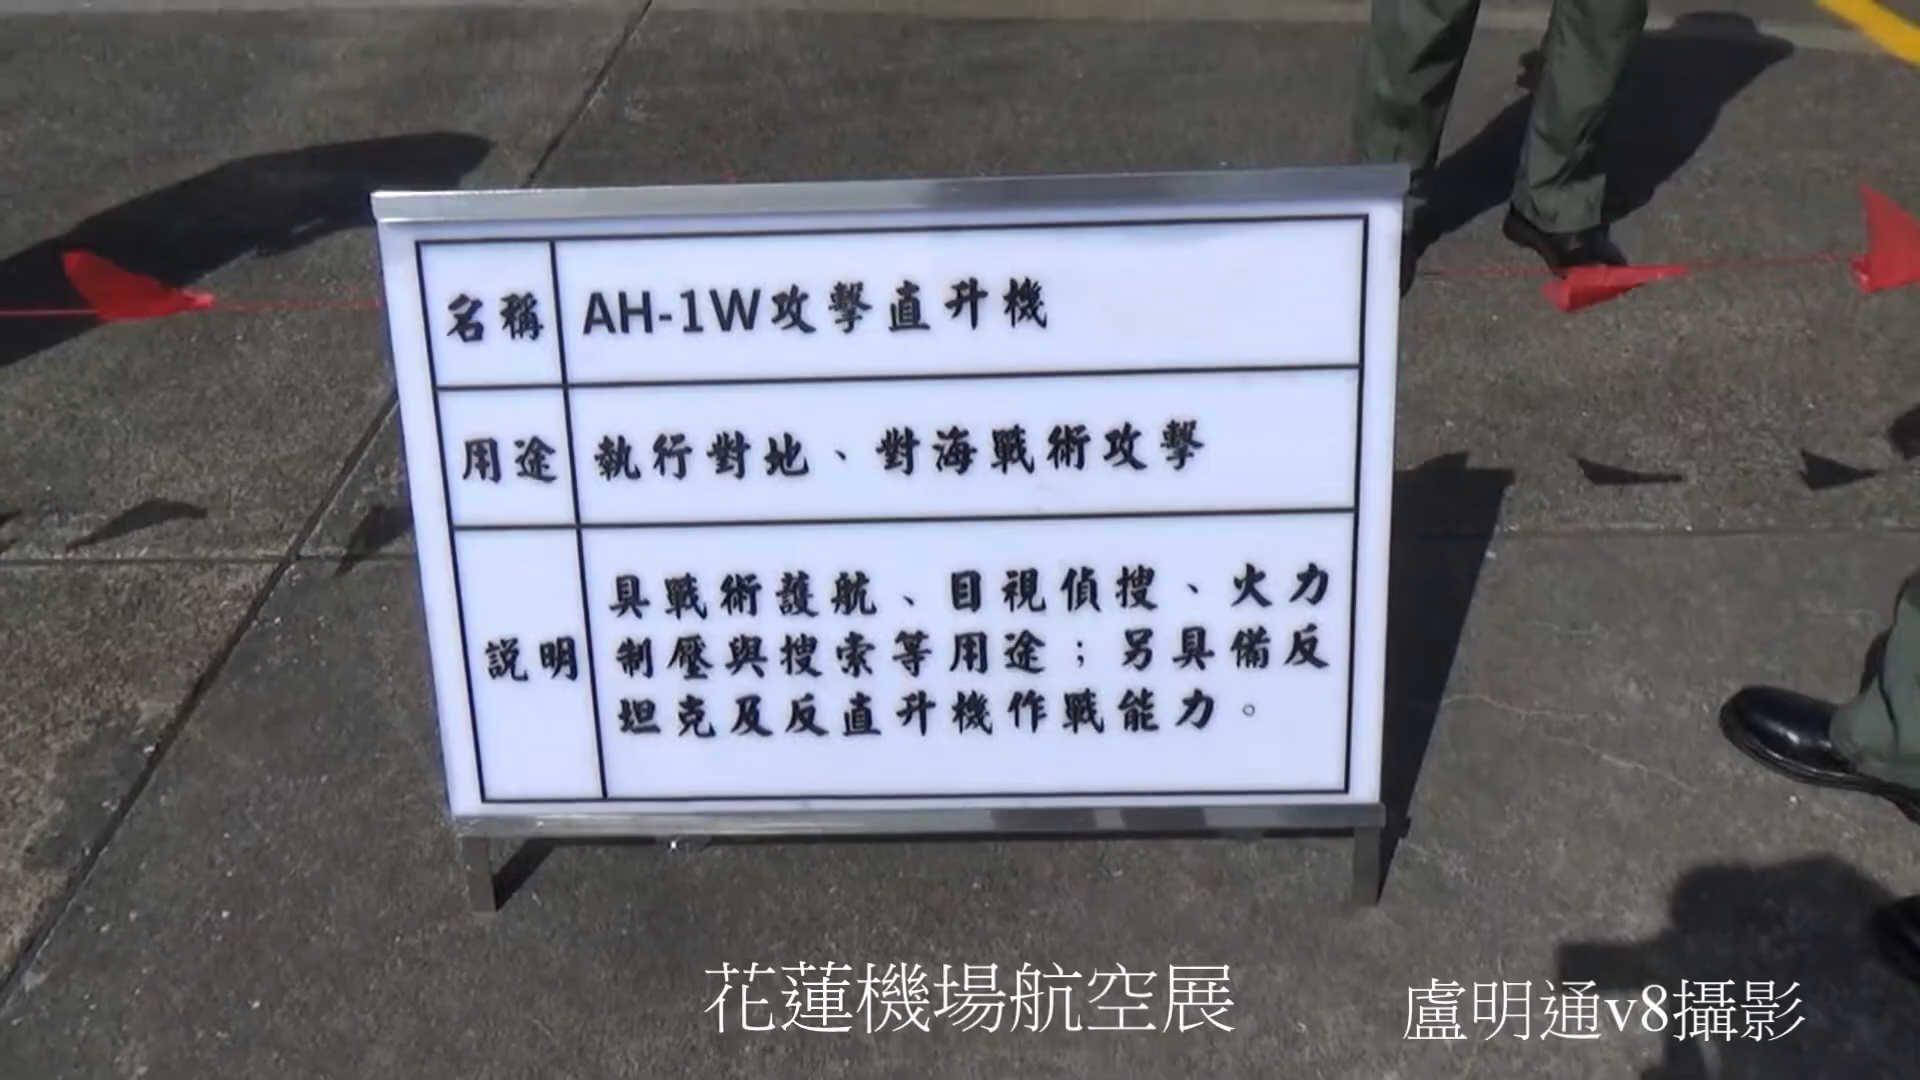 名稱 AH-1W攻擊直升機
用途 執行對地、對海戰術攻擊
說明 具戰術護航、目視偵搜、火力
制壓與搜索等用途；另具備反
坦克及反直升機作戰能力。
花蓮機場航空展
盧明通v8攝影